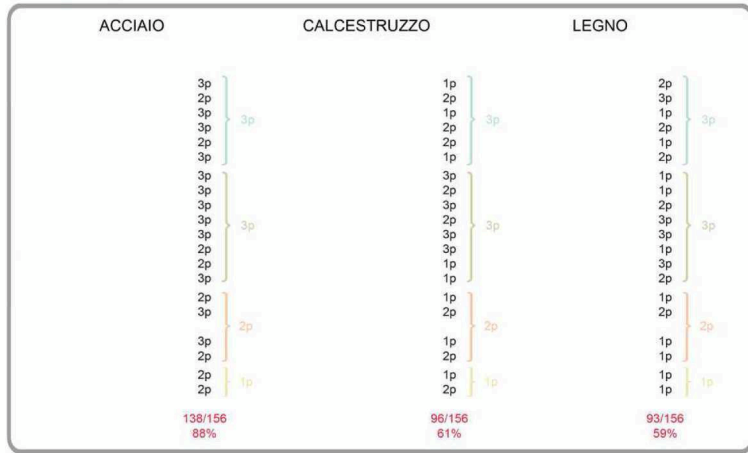 ACCIAIO CALCESTRUZZO LEGNO
3p 1p 2p
2p 2p 3p
3p 1p 1p
3p 3p 3p
3p 2p 2p
2p 2p 1p
3p 1p 2p
3p 3p 1p
3p 2p 1p
3p 3p 2p
3p 2p 3p
3p 3p 3p
3p 3p 3p
2p 3p 1p
2p 1p 3p
3p 1p 2p
2p 1p 1p
3p 2p 2p
2p 2p 2p
3p 1p 1p
2p 2p 1p
2p 1p 1p
1p 1p 1p
2p 2p 1p
138/156 96/156 93/156
88% 61% 59%